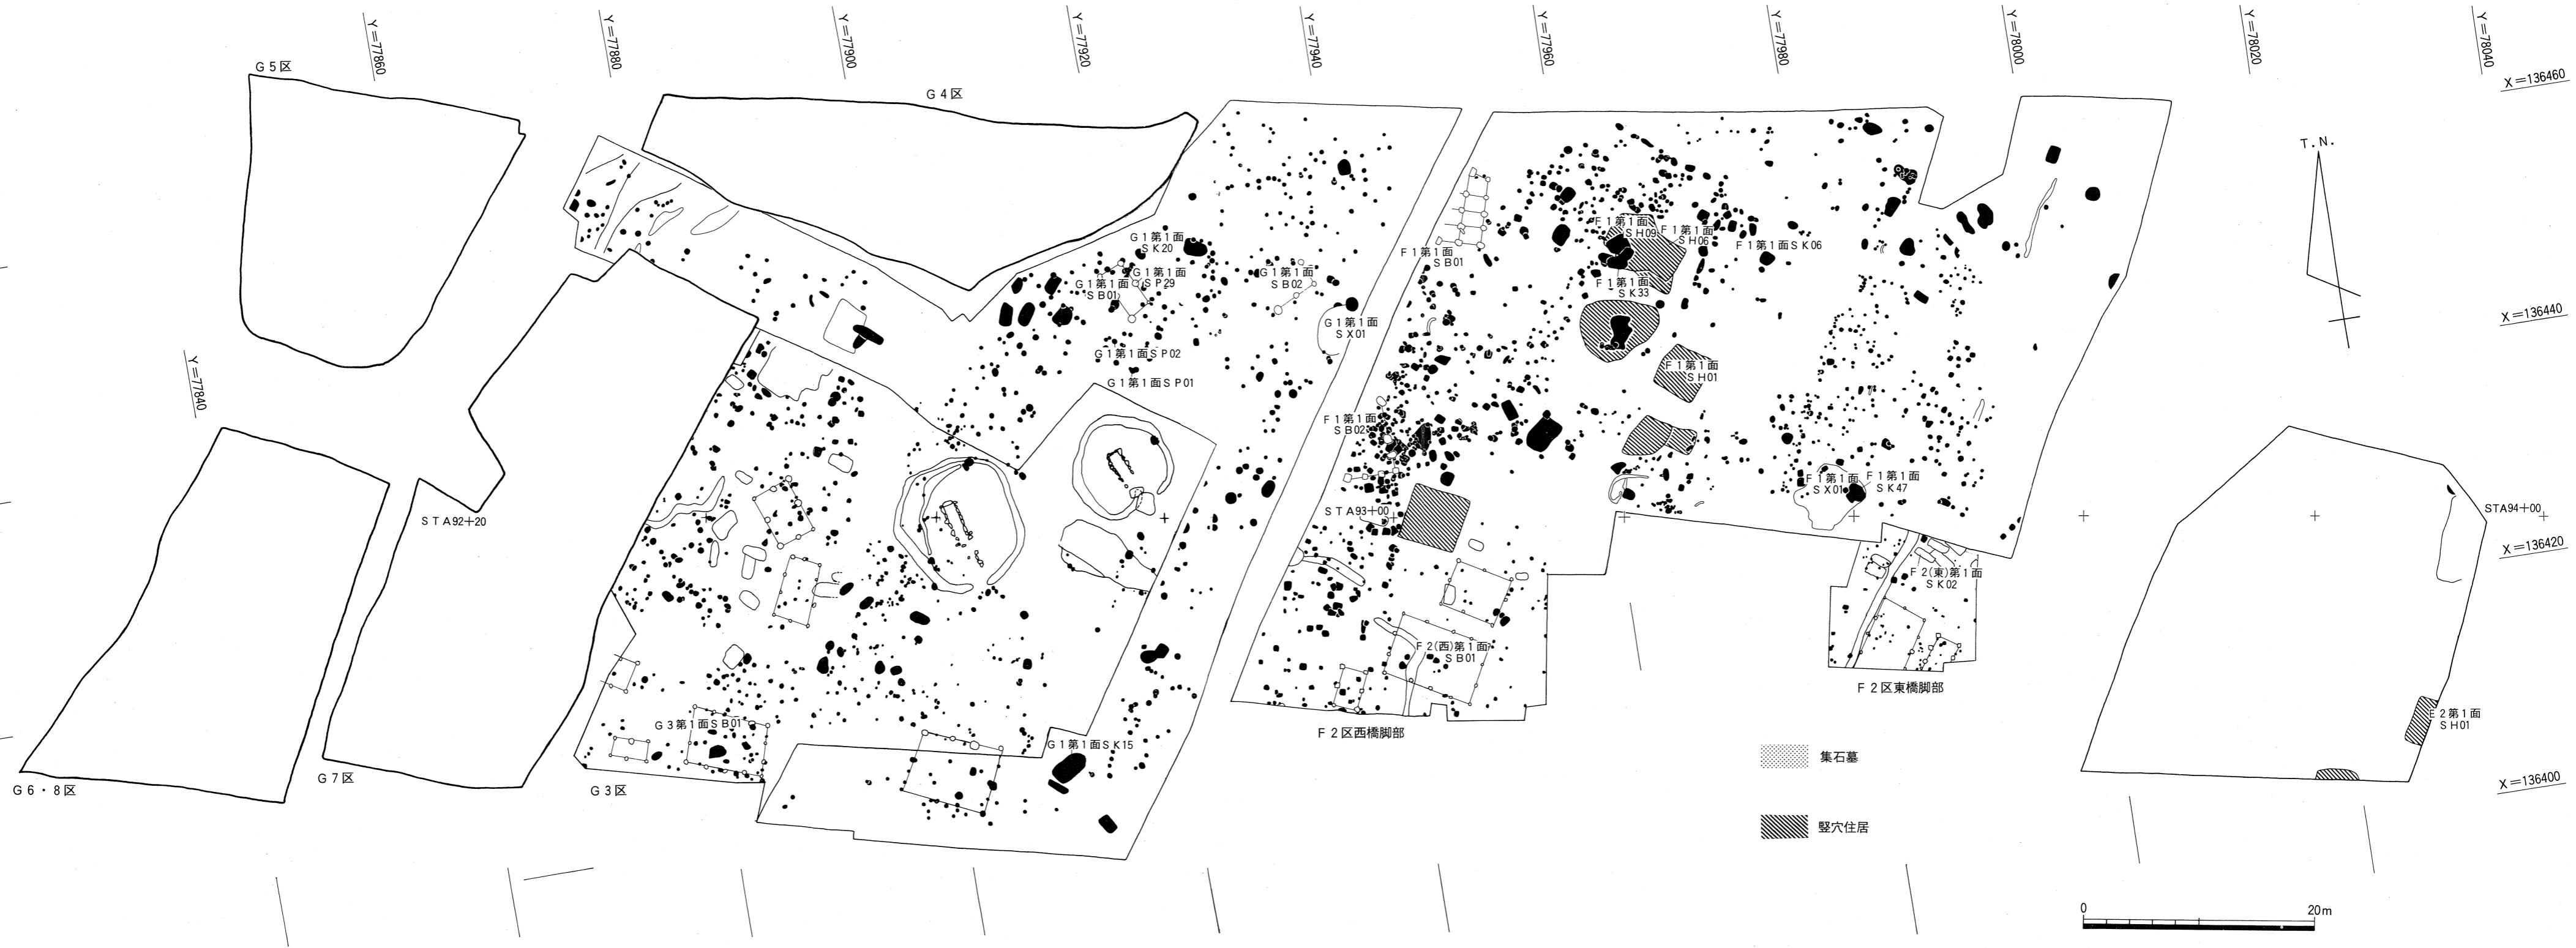 Y=77860
Y=77880
Y=77900
Y=77920
Y=77940
Y=77960
Y=77980
Y=78000
Y=78020
Y=78040
X=136460
G5区
G4区
T.N.
G1第1面
SK20
G1第1面
SP29
G1第1面
SB01
G1第1面
SB02
G1第1面
SX01
G1第1面SP02
G1第1面SP01
F1第1面
SB01
F1第1面
SH09
F1第1面
SH06
F1第1面SK06
F1第1面
SK33
X=136440
Y=77840
F1第1面
SH01
F1第1面
SB02
F1第1面
SX01
F1第1面
SK47
STA92+20
STA93+00
STA94+00
X=136420
F2(東)第1面
SK02
F2(西)第1面
SB01
F2区東橋脚部
G3第1面SB01
G1第1面SK15
F2区西橋脚部
E2第1面
SH01
集石墓
竪穴住居
X=136400
G6・8区
G7区
G3区
0
20m